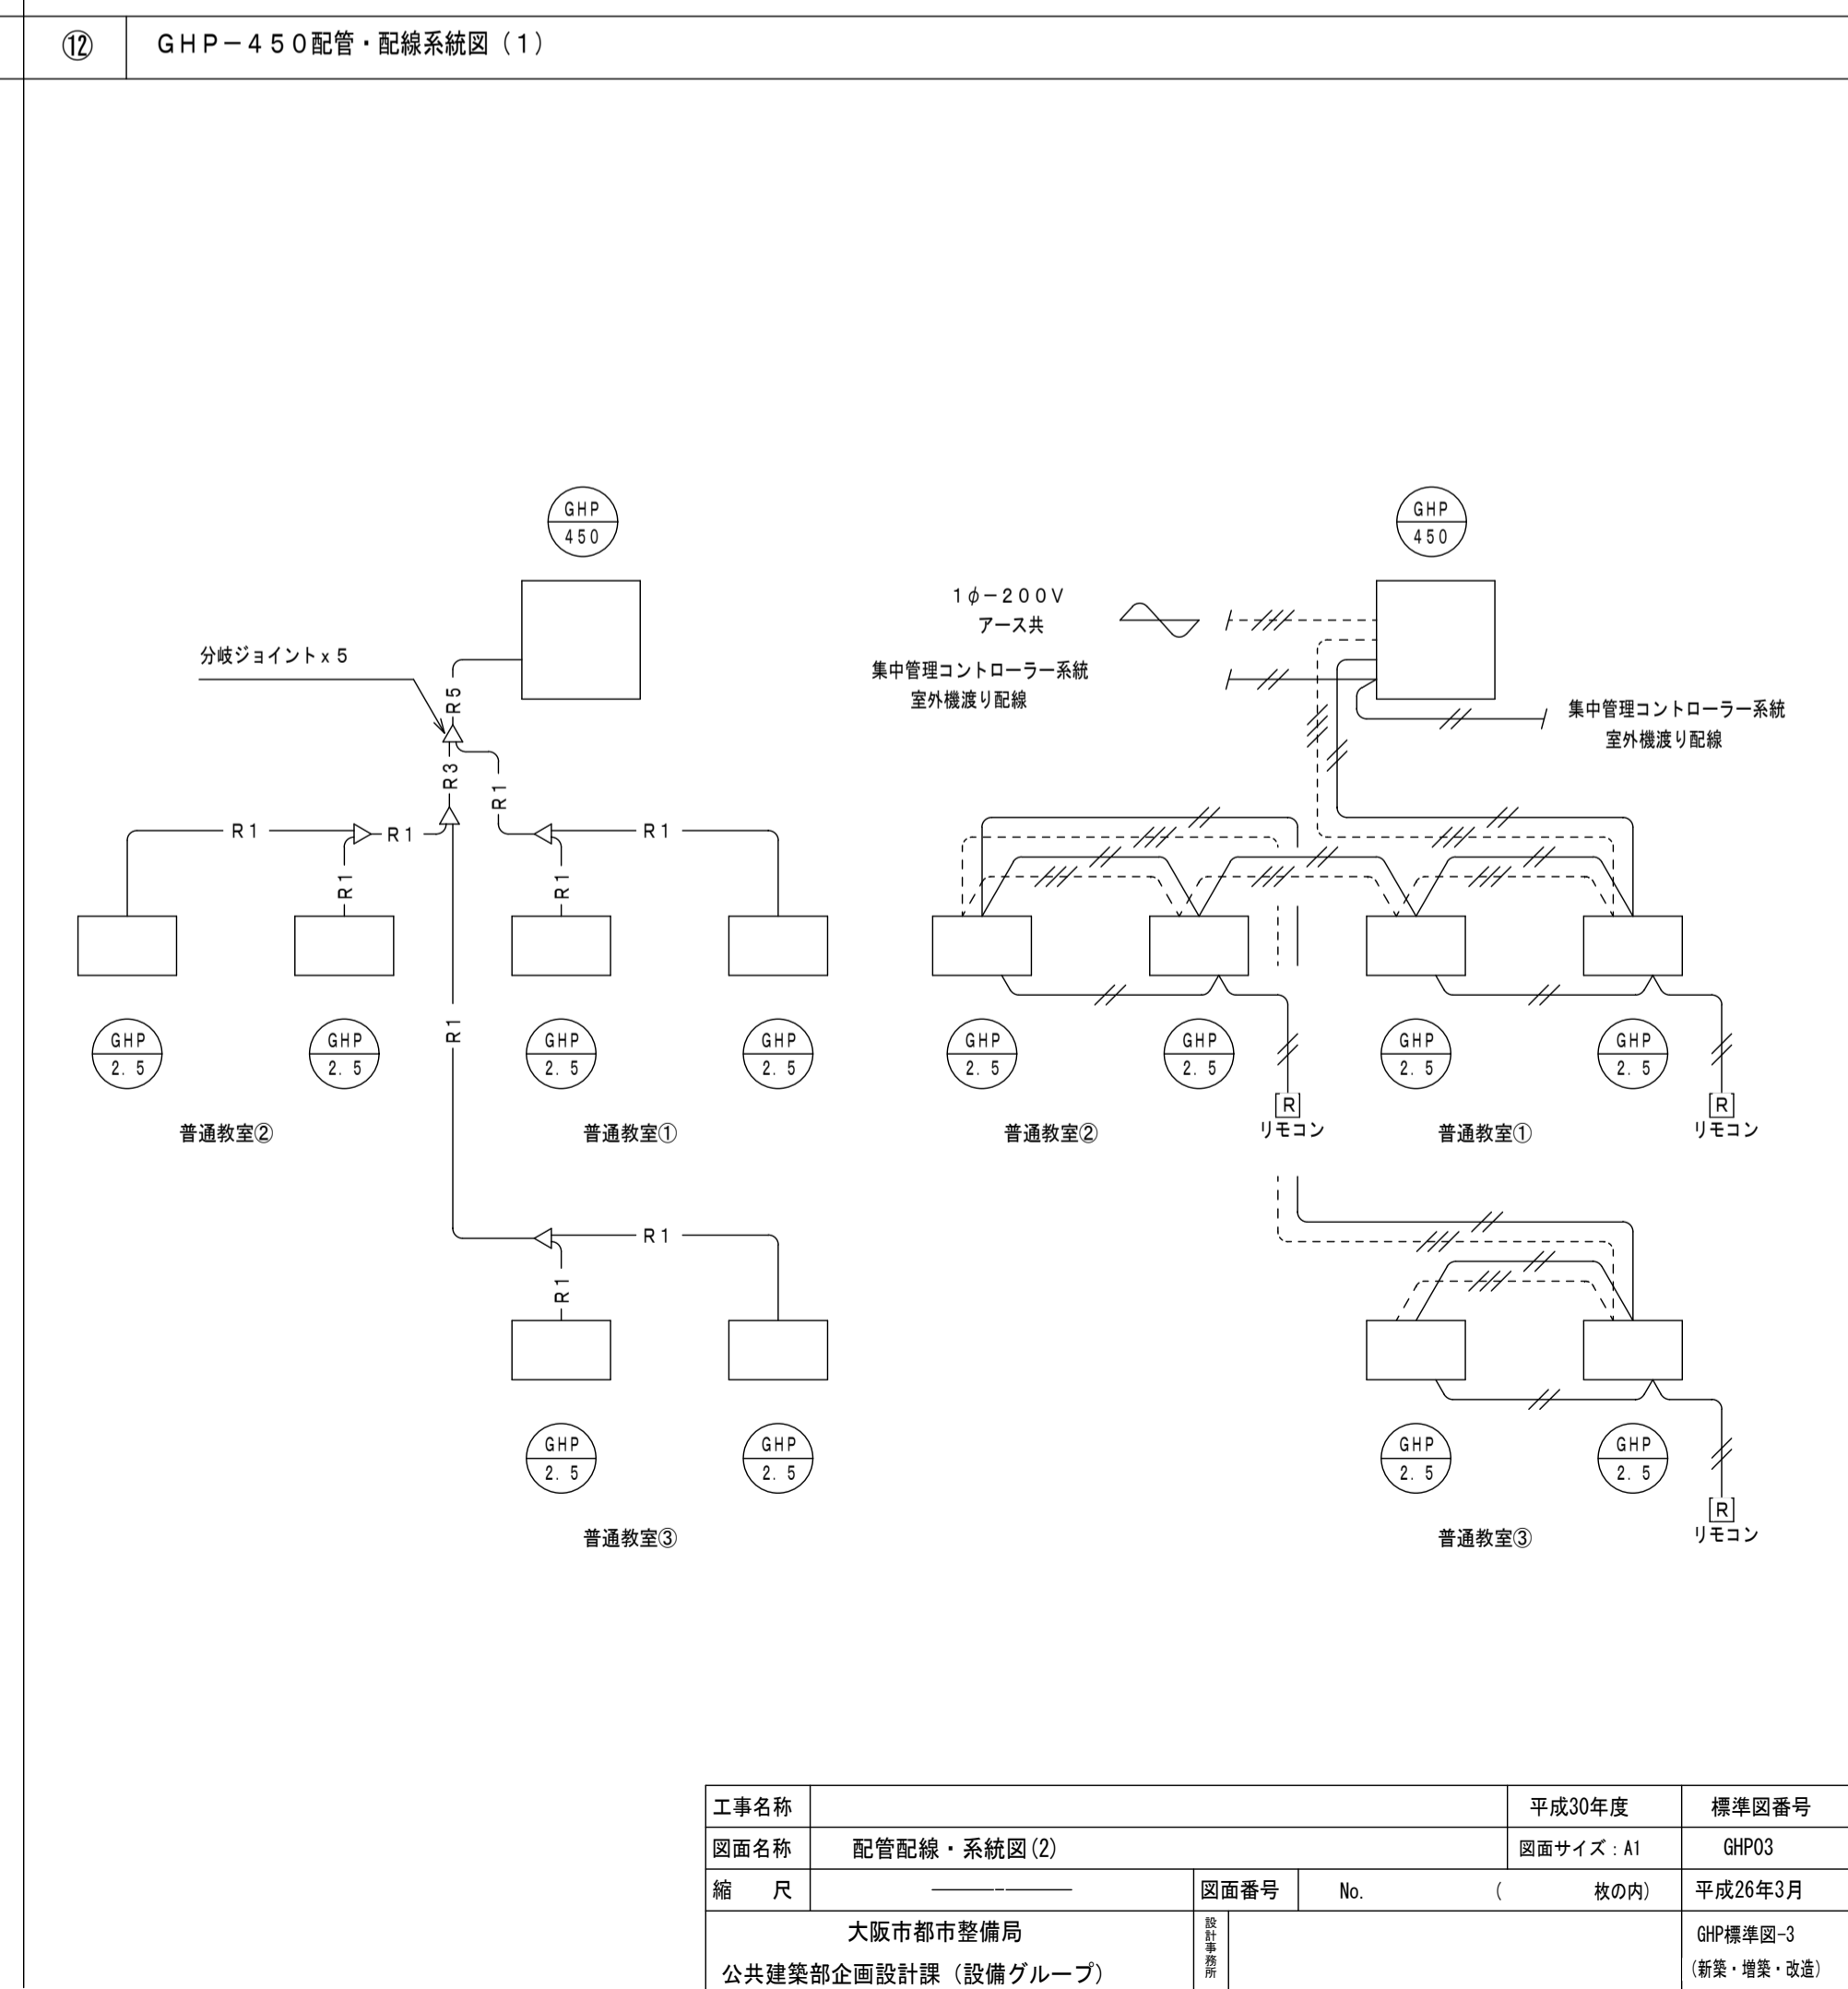 ⑫ GHP－450配管・配線系統図（1）
GHP
450
GHP
450
1φ－200V
アース共
分岐ジョイントx5
集中管理コントローラー系統
室外機渡り配線
R5
集中管理コントローラー系統
室外機渡り配線
R3
R1
R1
R1
R1
R1
R1
R1
GHP
2.5
GHP
2.5
GHP
2.5
GHP
2.5
GHP
2.5
GHP
2.5
GHP
2.5
GHP
2.5
普通教室②
普通教室①
普通教室②
R
リモコン
普通教室①
R
リモコン
R1
R1
GHP
2.5
GHP
2.5
GHP
2.5
GHP
2.5
普通教室③
普通教室③
R
リモコン
工事名称 平成30年度 標準図番号
図面名称 配管配線・系統図(2) 図面サイズ：A1 GHP03
縮　尺 図面番号 No. ( 枚の内) 平成26年3月
大阪市都市整備局
公共建築部企画設計課（設備グループ）
設計事務所
GHP標準図-3
(新築・増築・改造)